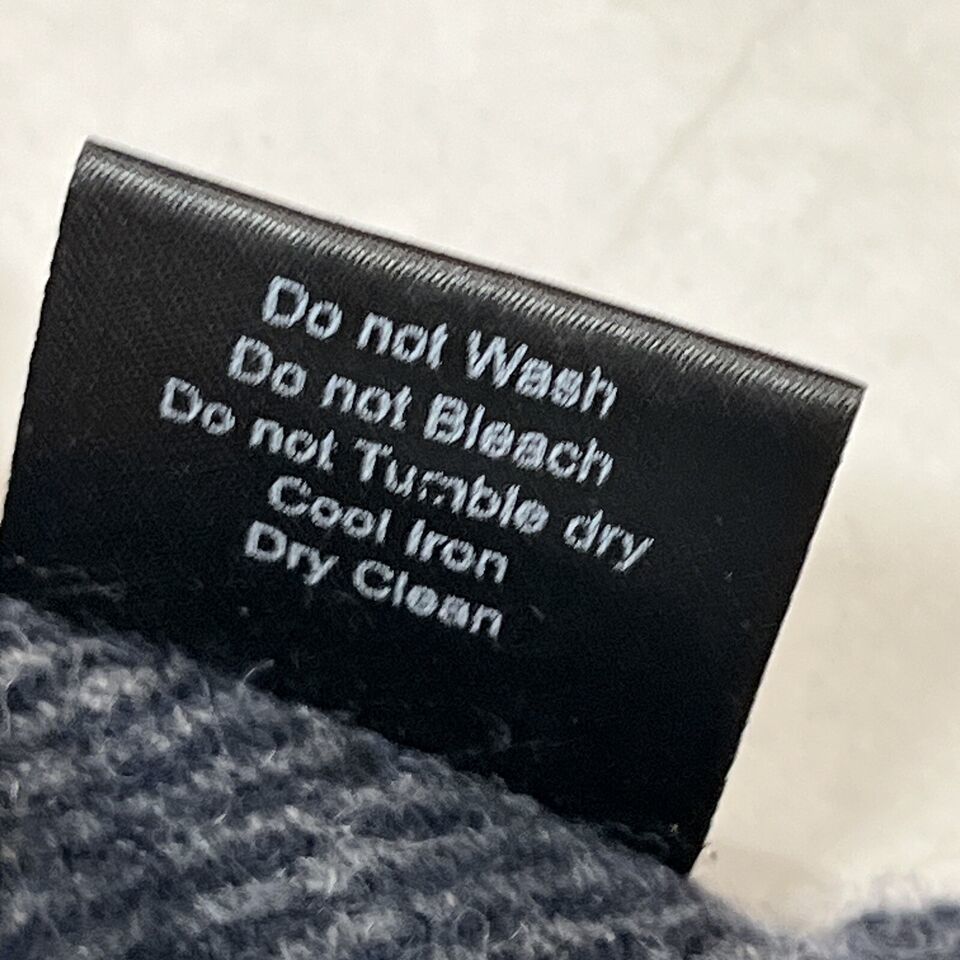 Do not Wash
Do not Bleach
Do not Tumble dry
Cool Iron
Dry Clean